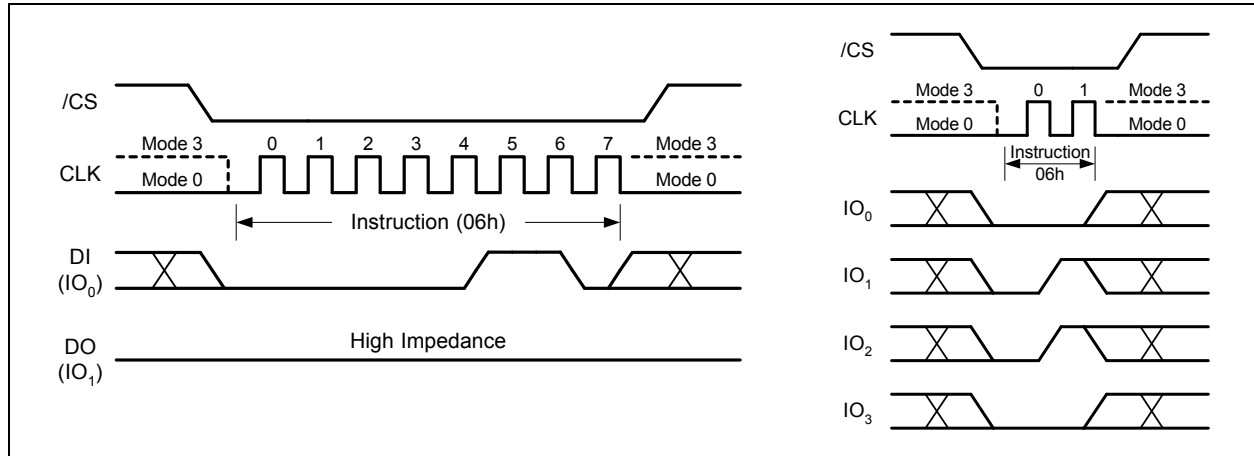 /CS
Mode 3
0 1 2 3 4 5 6 7
Mode 3
CLK
Mode 0
Mode 0
Instruction (06h)
DI
(IO0)
High Impedance
DO
(IO1)
/CS
Mode 3
0 1
Mode 3
CLK
Mode 0
Mode 0
Instruction
06h
IO0
IO1
IO2
IO3